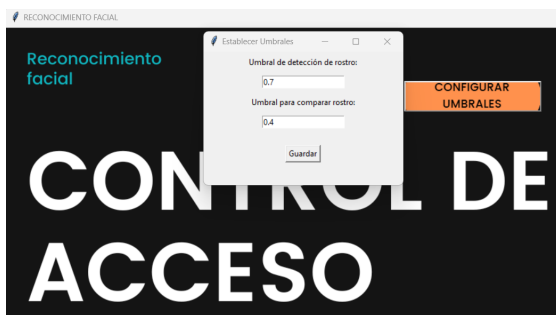 RECONOCIMIENTO FACIAL
Reconocimiento
facial
Establecer Umbrales
Umbral de detección de rostro:
0.7
Umbral para comparar rostro:
0.4
Guardar
CONFIGURAR
UMBRALES
CONTROL DE
ACCESO